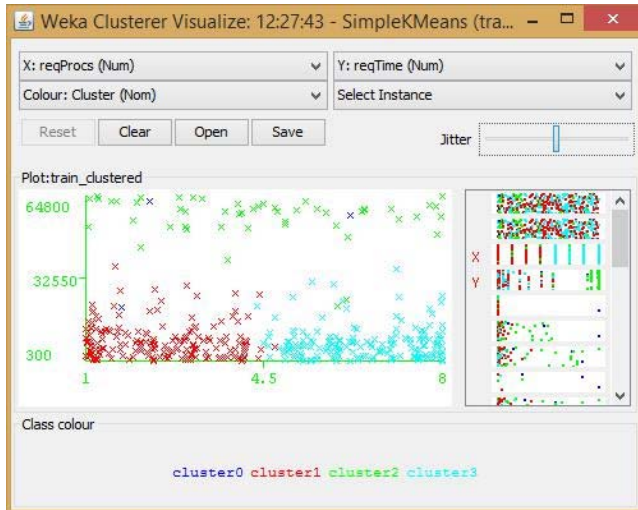 Weka Clusterer Visualize: 12:27:43 - SimpleKMeans (tra...
X: reqProcs (Num)
Y: reqTime (Num)
Colour: Cluster (Nom)
Select Instance
Reset
Clear
Open
Save
Jitter
Plot:train_clustered
64800
32550
300
1
4.5
8
X
Y
Class colour
cluster0 cluster1 cluster2 cluster3